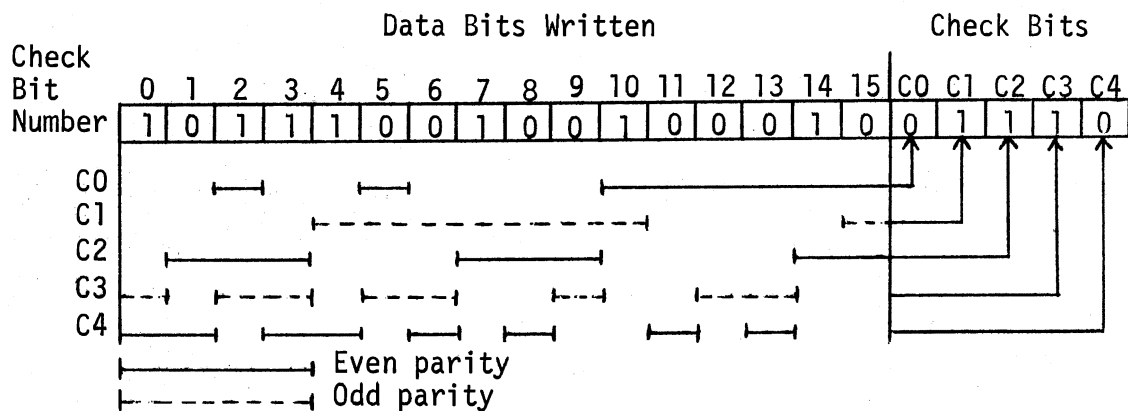 Data Bits Written Check Bits
Check
Bit 0 1 2 3 4 5 6 7 8 9 10 11 12 13 14 15 C0 C1 C2 C3 C4
Number 1 0 1 1 1 0 0 1 0 0 1 0 0 0 1 0 0 1 1 1 0
C0
C1
C2
C3
C4
Even parity
Odd parity